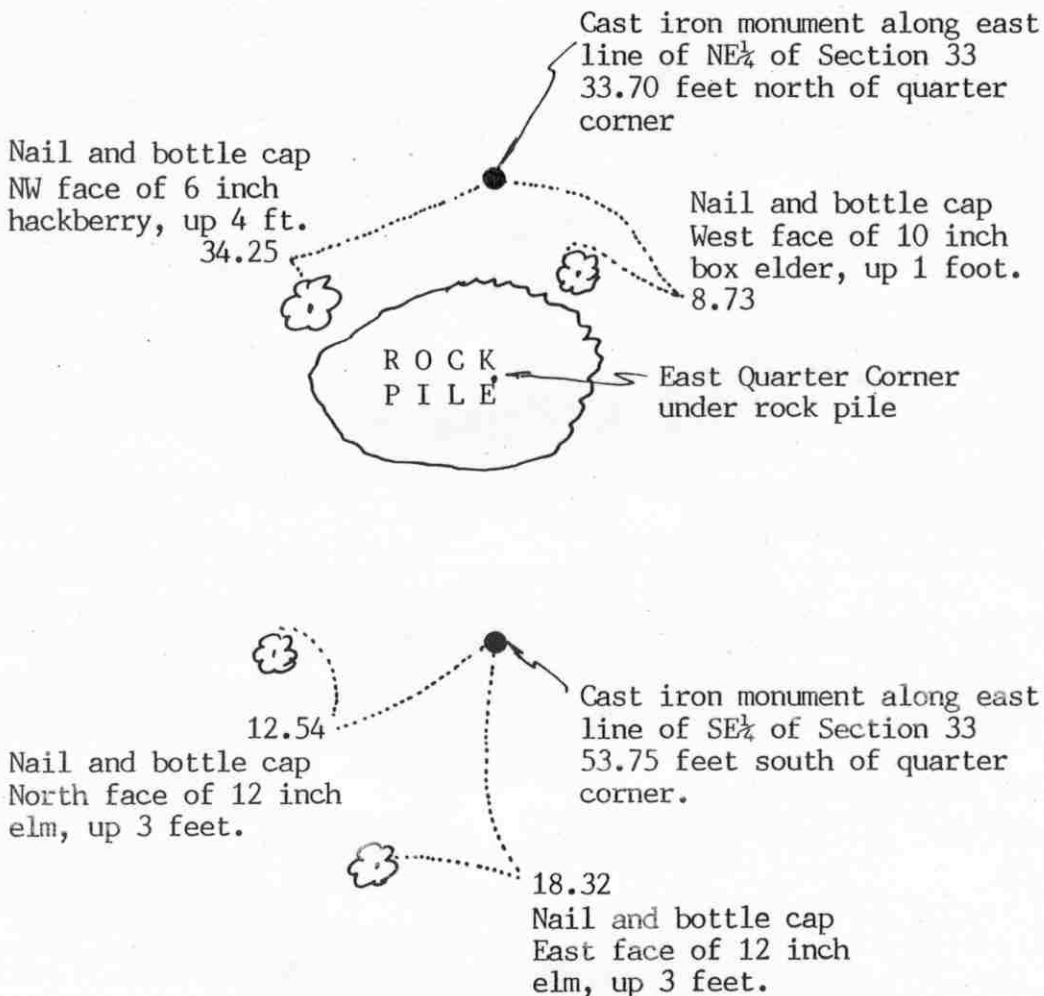 Cast iron monument along east
line of NE¼ of Section 33
33.70 feet north of quarter
corner
Nail and bottle cap
NW face of 6 inch
hackberry, up 4 ft.
34.25
Nail and bottle cap
West face of 10 inch
box elder, up 1 foot.
8.73
ROCK
PILE
East Quarter Corner
under rock pile
12.54
Nail and bottle cap
North face of 12 inch
elm, up 3 feet.
Cast iron monument along east
line of SE¼ of Section 33
53.75 feet south of quarter
corner.
18.32
Nail and bottle cap
East face of 12 inch
elm, up 3 feet.